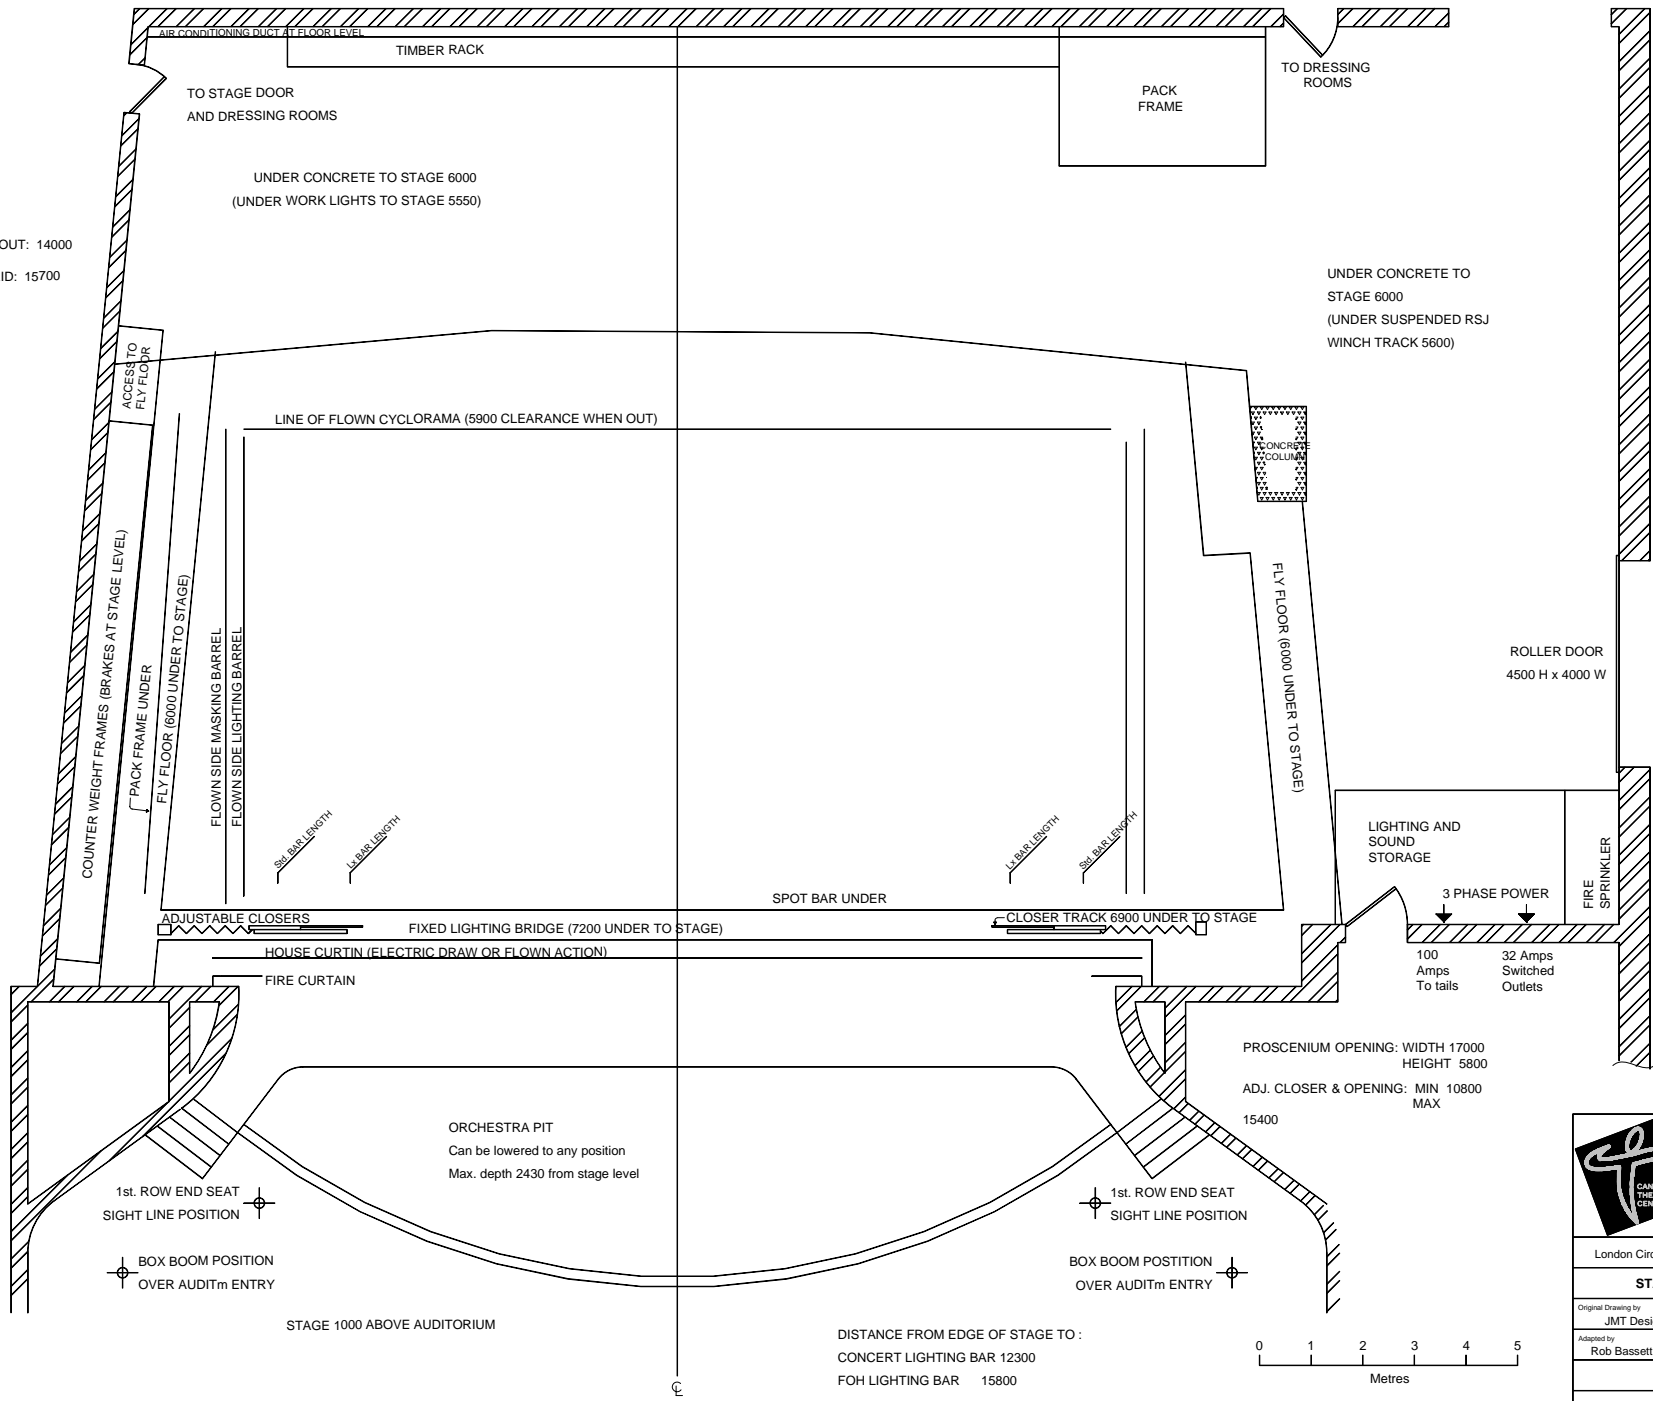 AIR CONDITIONING DUCT AT FLOOR LEVEL
TIMBER RACK
PACK
FRAME
TO DRESSING
ROOMS
TO STAGE DOOR
AND DRESSING ROOMS
UNDER CONCRETE TO STAGE 6000
(UNDER WORK LIGHTS TO STAGE 5550)
OUT: 14000
ID: 15700
UNDER CONCRETE TO
STAGE 6000
(UNDER SUSPENDED RSJ
WINCH TRACK 5600)
ACCESS TO
FLY FLOOR
LINE OF FLOWN CYCLORAMA (5900 CLEARANCE WHEN OUT)
CONCRETE
COLUMN
COUNTER WEIGHT FRAMES (BRAKES AT STAGE LEVEL)
PACK FRAME UNDER
FLY FLOOR (6000 UNDER TO STAGE)
FLOWN SIDE MASKING BARREL
FLOWN SIDE LIGHTING BARREL
FLY FLOOR (6000 UNDER TO STAGE)
ROLLER DOOR
4500 H x 4000 W
Std. BAR LENGTH
Lx BAR LENGTH
Lx BAR LENGTH
Std. BAR LENGTH
LIGHTING AND
SOUND
STORAGE
FIRE
SPRINKLER
3 PHASE POWER
SPOT BAR UNDER
ADJUSTABLE CLOSERS
CLOSER TRACK 6900 UNDER TO STAGE
FIXED LIGHTING BRIDGE (7200 UNDER TO STAGE)
HOUSE CURTIN (ELECTRIC DRAW OR FLOWN ACTION)
FIRE CURTAIN
100
Amps
To tails
32 Amps
Switched
Outlets
PROSCENIUM OPENING: WIDTH 17000
HEIGHT 5800
ADJ. CLOSER & OPENING: MIN 10800
MAX
15400
ORCHESTRA PIT
Can be lowered to any position
Max. depth 2430 from stage level
1st. ROW END SEAT
SIGHT LINE POSITION
1st. ROW END SEAT
SIGHT LINE POSITION
BOX BOOM POSITION
OVER AUDITm ENTRY
BOX BOOM POSTITION
OVER AUDITm ENTRY
STAGE 1000 ABOVE AUDITORIUM
DISTANCE FROM EDGE OF STAGE TO :
CONCERT LIGHTING BAR 12300
FOH LIGHTING BAR 15800
0 1 2 3 4 5
Metres
CL
CAN
THE
CEN
London Circ
ST
Original Drawing by
JMT Desi
Adapted by
Rob Bassett